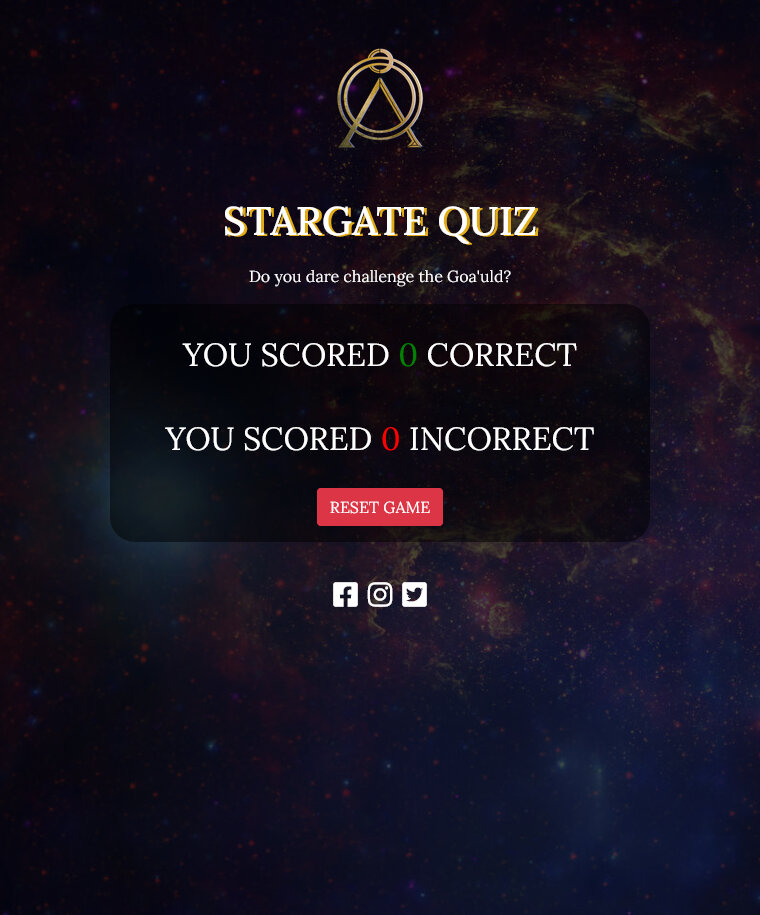 STARGATE QUIZ
Do you dare challenge the Goa'uld?
YOU SCORED 0 CORRECT
YOU SCORED 0 INCORRECT
RESET GAME